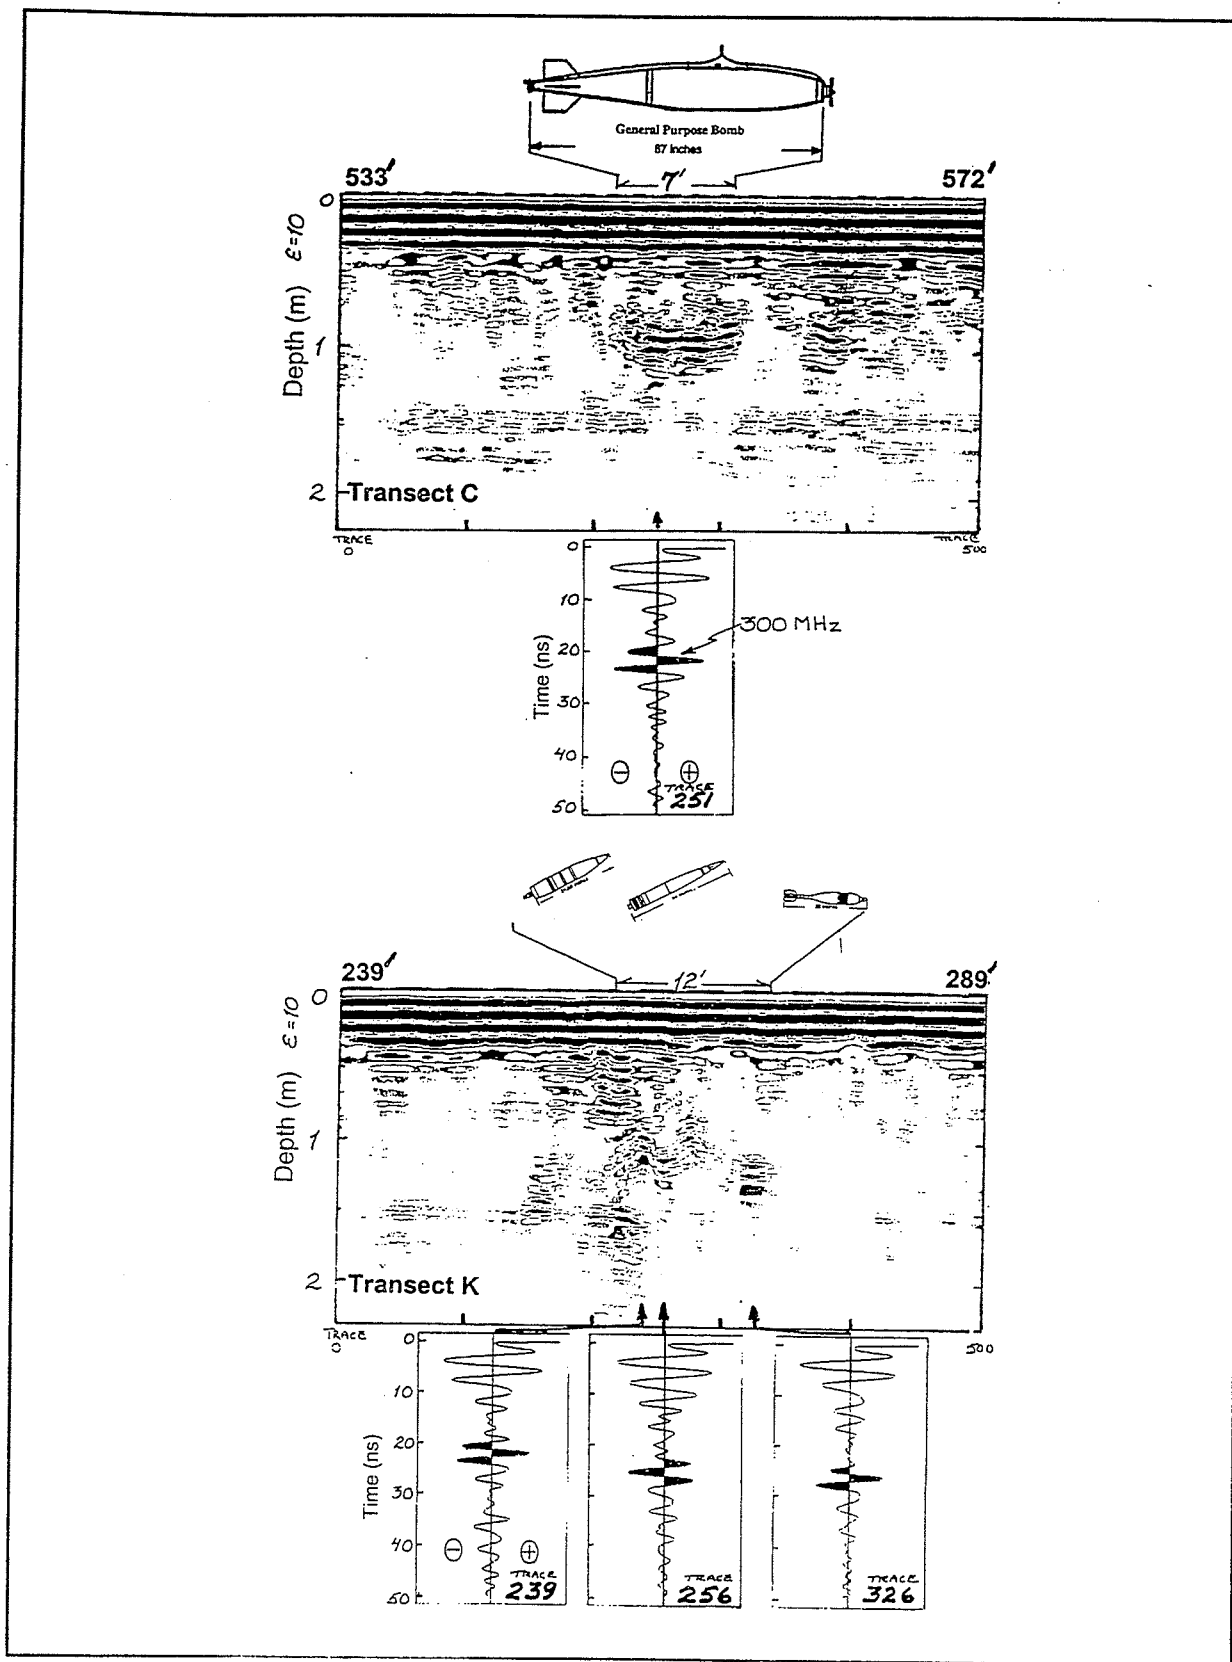 General Purpose Bomb
87 inches
533' 7' 572'
0
Depth (m) ε=10
1
2 Transect C
TRACE 0
TRACE 500
0
10
20
30
40
50
Time (ns)
300 MHz
⊖ ⊕
TRACE 251
239' 12' 289'
0
Depth (m) ε=10
1
2 Transect K
TRACE 0
500
0
10
20
30
40
50
Time (ns)
⊖ ⊕
TRACE 239
TRACE 256
TRACE 326